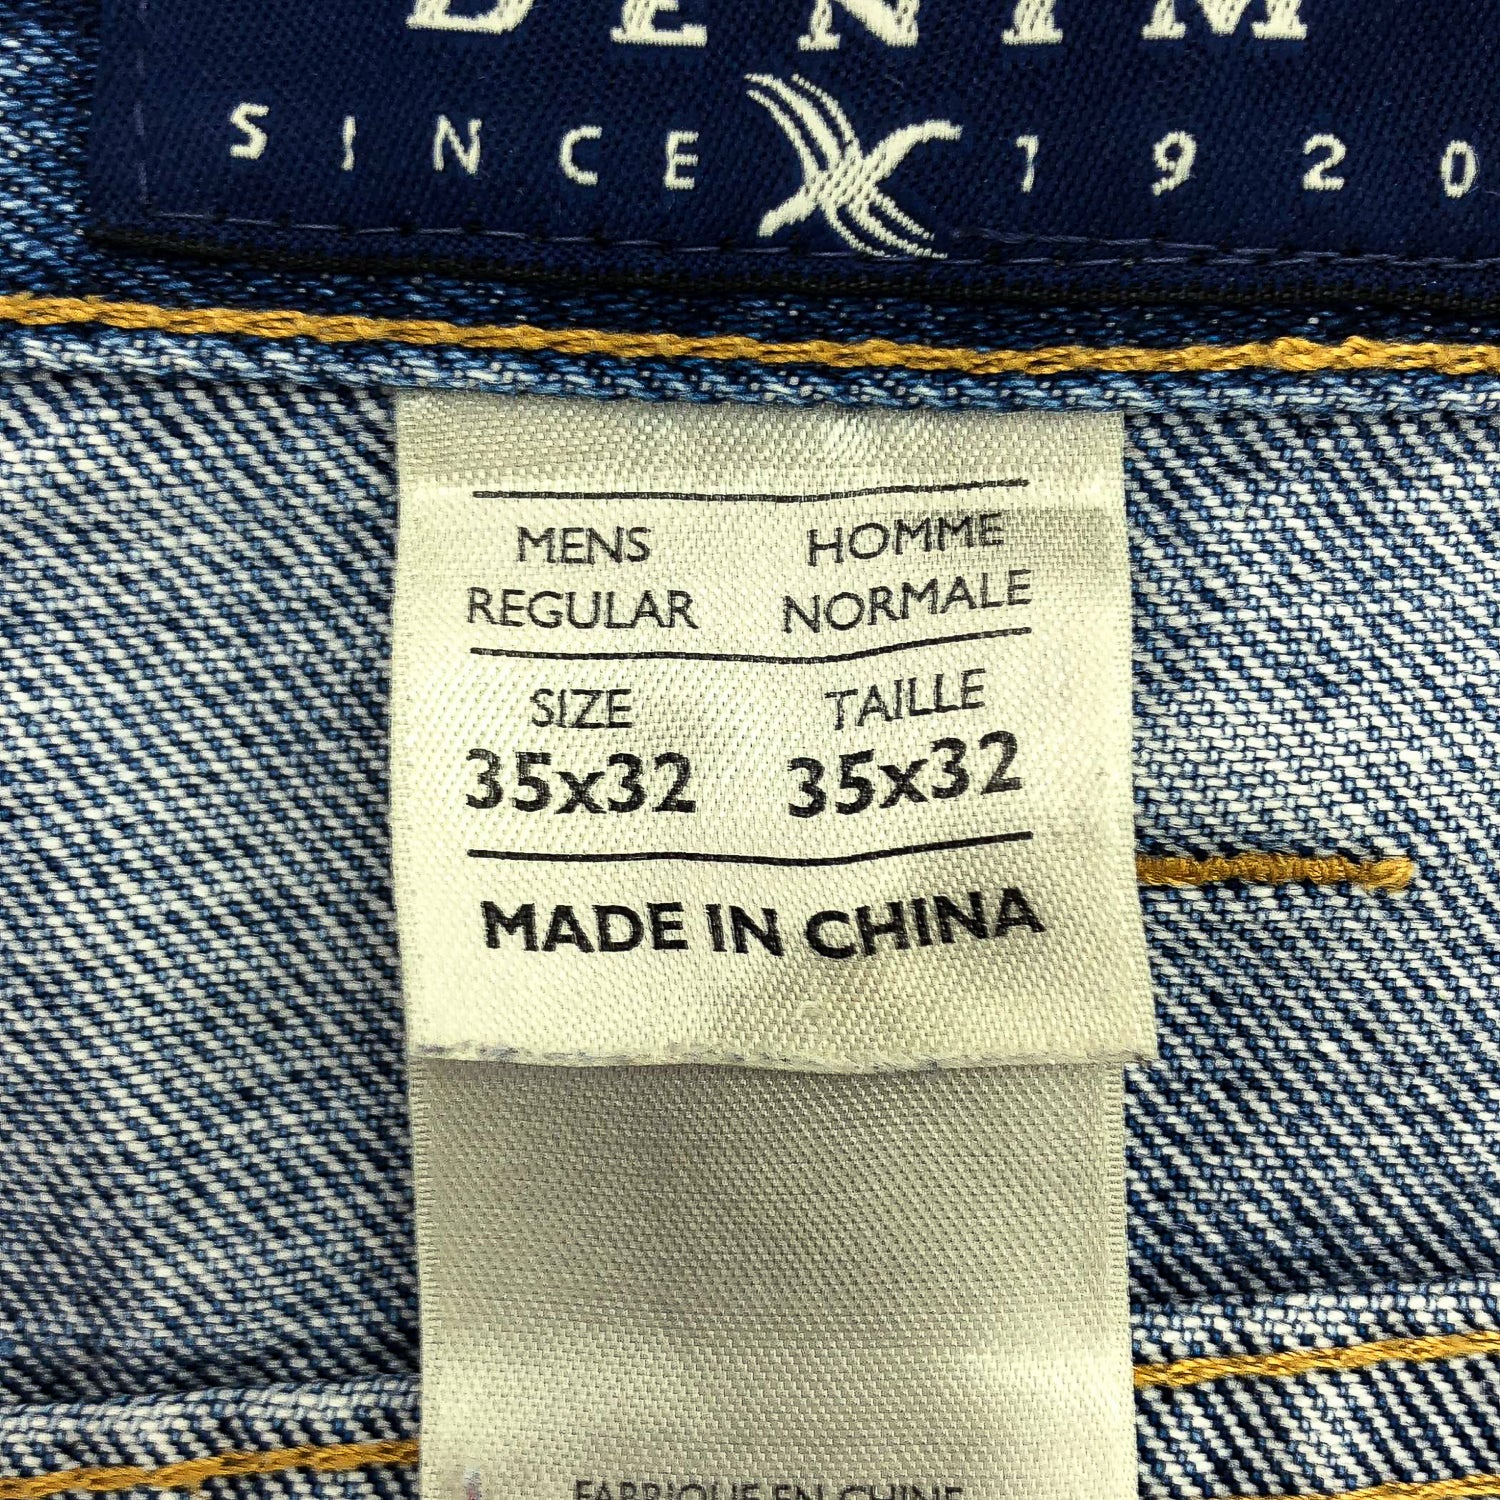 DENIM
SINCE 1920
MENS HOMME
REGULAR NORMALE
SIZE TAILLE
35x32 35x32
MADE IN CHINA
FABRIQUE EN CHINE